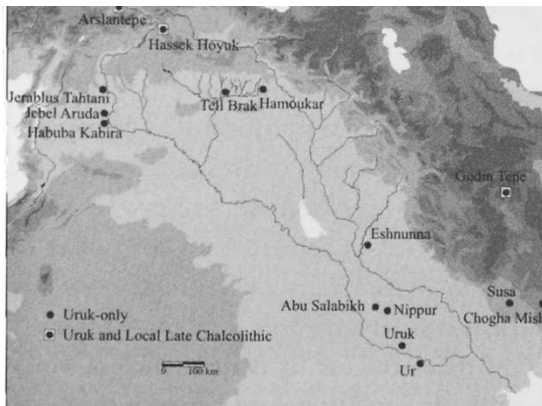 Arslantepe
Hassek Hoyuk
Jerablus Tahtani
Tell Brak
Hamoukar
Jebel Aruda
Habuba Kabira
Godin Tepe
Eshnunna
Susa
Abu Salabikh
Nippur
Chogha Mish
Uruk
Ur
Uruk-only
Uruk and Local Late Chalcolithic
0 100 km